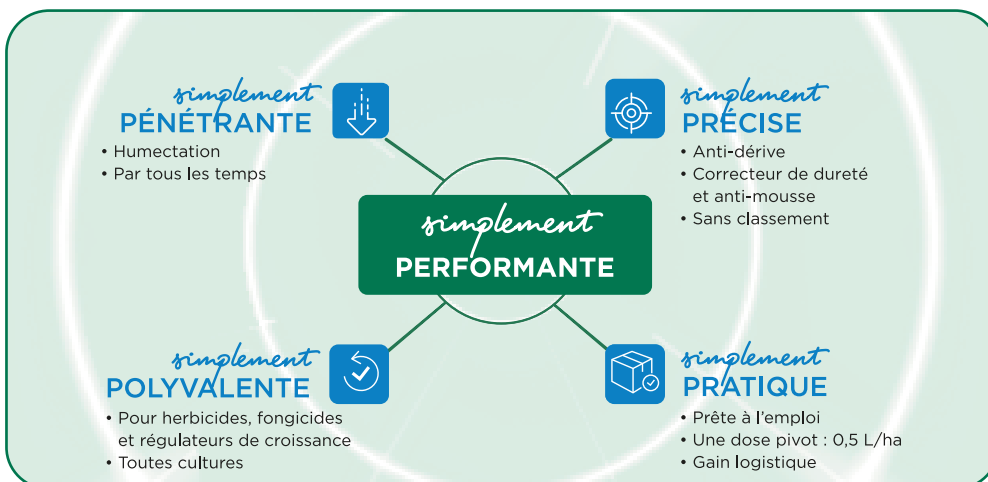 simplement
PÉNÉTRANTE
• Humectation
• Par tous les temps
simplement
PRÉCISE
• Anti-dérive
• Correcteur de dureté
et anti-mousse
• Sans classement
simplement
PERFORMANTE
simplement
POLYVALENTE
• Pour herbicides, fongicides
et régulateurs de croissance
• Toutes cultures
simplement
PRATIQUE
• Prête à l'emploi
• Une dose pivot : 0,5 L/ha
• Gain logistique